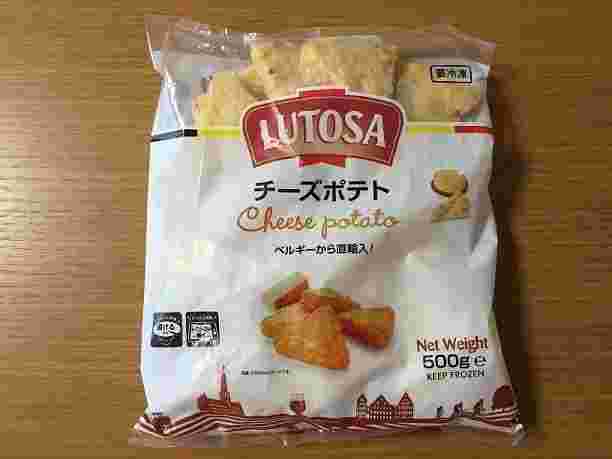 要冷凍
LUTOSA
チーズポテト
Cheese potato
ベルギーから直輸入!
Net Weight
500g e
KEEP FROZEN